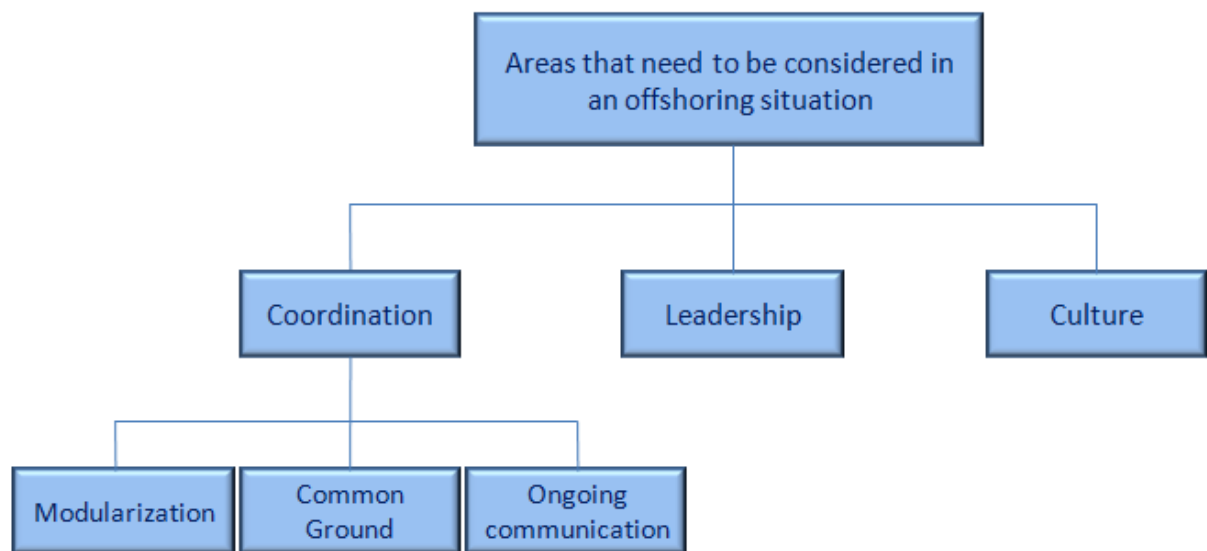 Areas that need to be considered in
an offshoring situation
Coordination
Leadership
Culture
Modularization
Common
Ground
Ongoing
communication